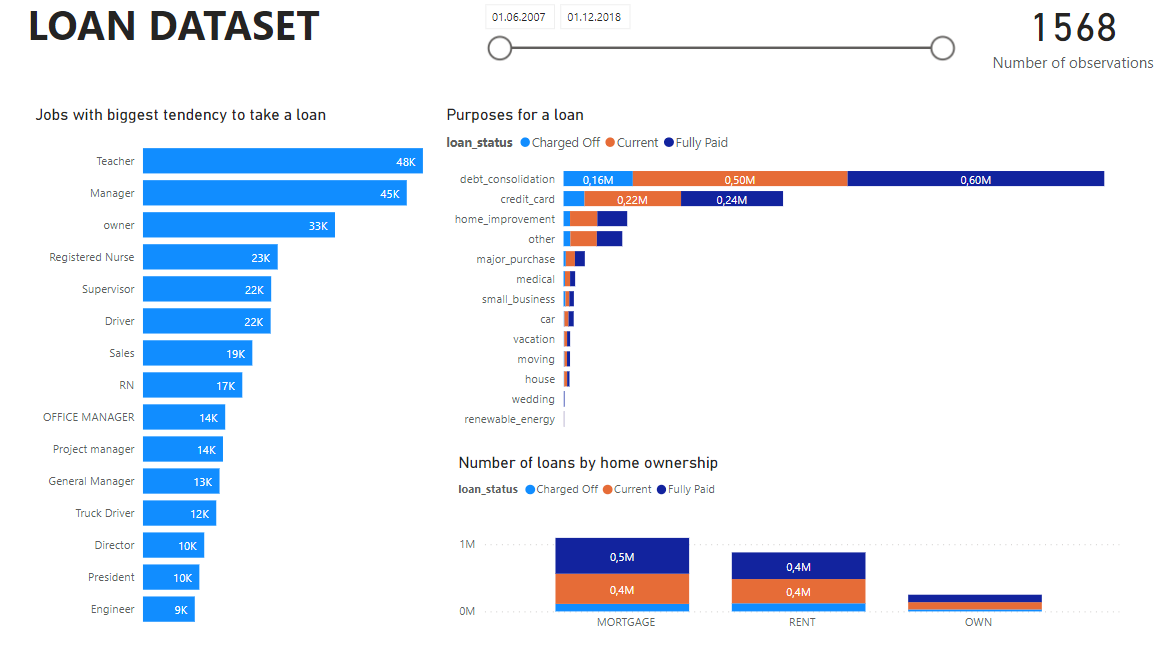 LOAN DATASET
01.06.2007 01.12.2018
1568
Number of observations
Jobs with biggest tendency to take a loan
Teacher 48K
Manager 45K
owner 33K
Registered Nurse 23K
Supervisor 22K
Driver 22K
Sales 19K
RN 17K
OFFICE MANAGER 14K
Project manager 14K
General Manager 13K
Truck Driver 12K
Director 10K
President 10K
Engineer 9K
Purposes for a loan
loan_status Charged Off Current Fully Paid
debt_consolidation 0,16M 0,50M 0,60M
credit_card 0,22M 0,24M
home_improvement
other
major_purchase
medical
small_business
car
vacation
moving
house
wedding
renewable_energy
Number of loans by home ownership
loan_status Charged Off Current Fully Paid
1M
0,5M 0,4M
0,4M 0,4M
0M
MORTGAGE RENT OWN